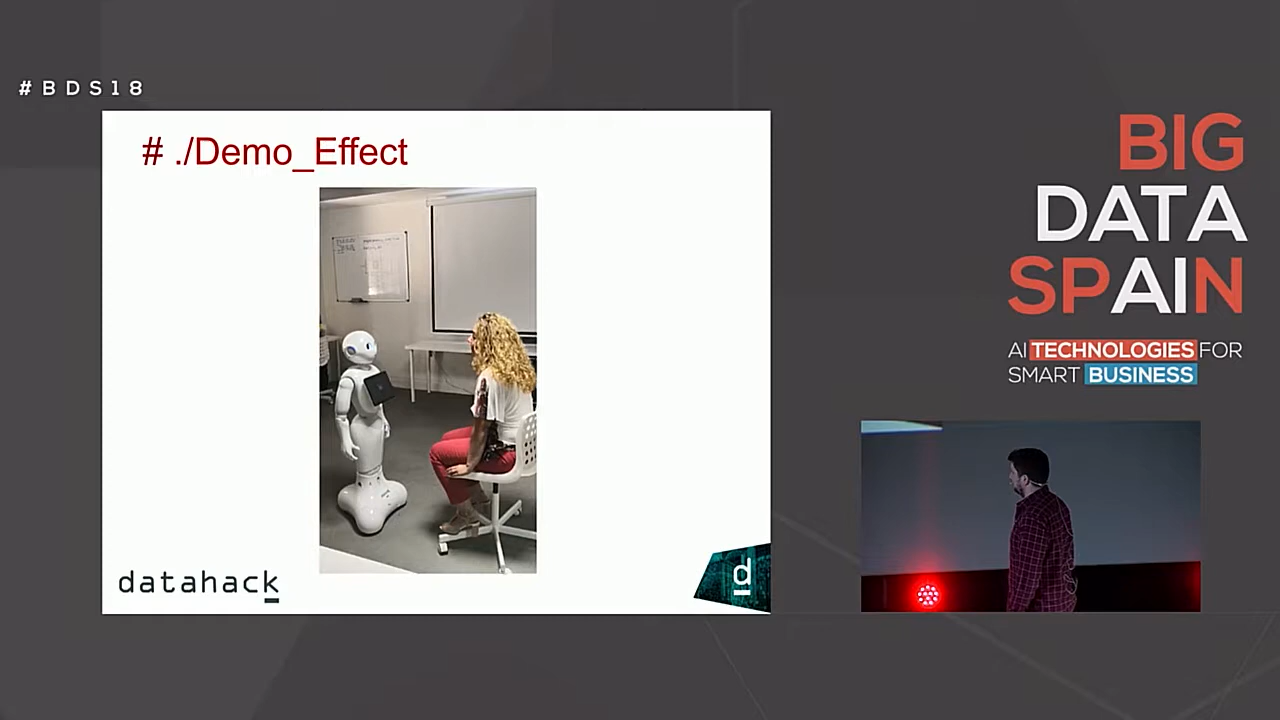 #BDS18
# ./Demo_Effect
datahack
d
BIG
DATA
SPAIN
AI TECHNOLOGIES FOR
SMART BUSINESS